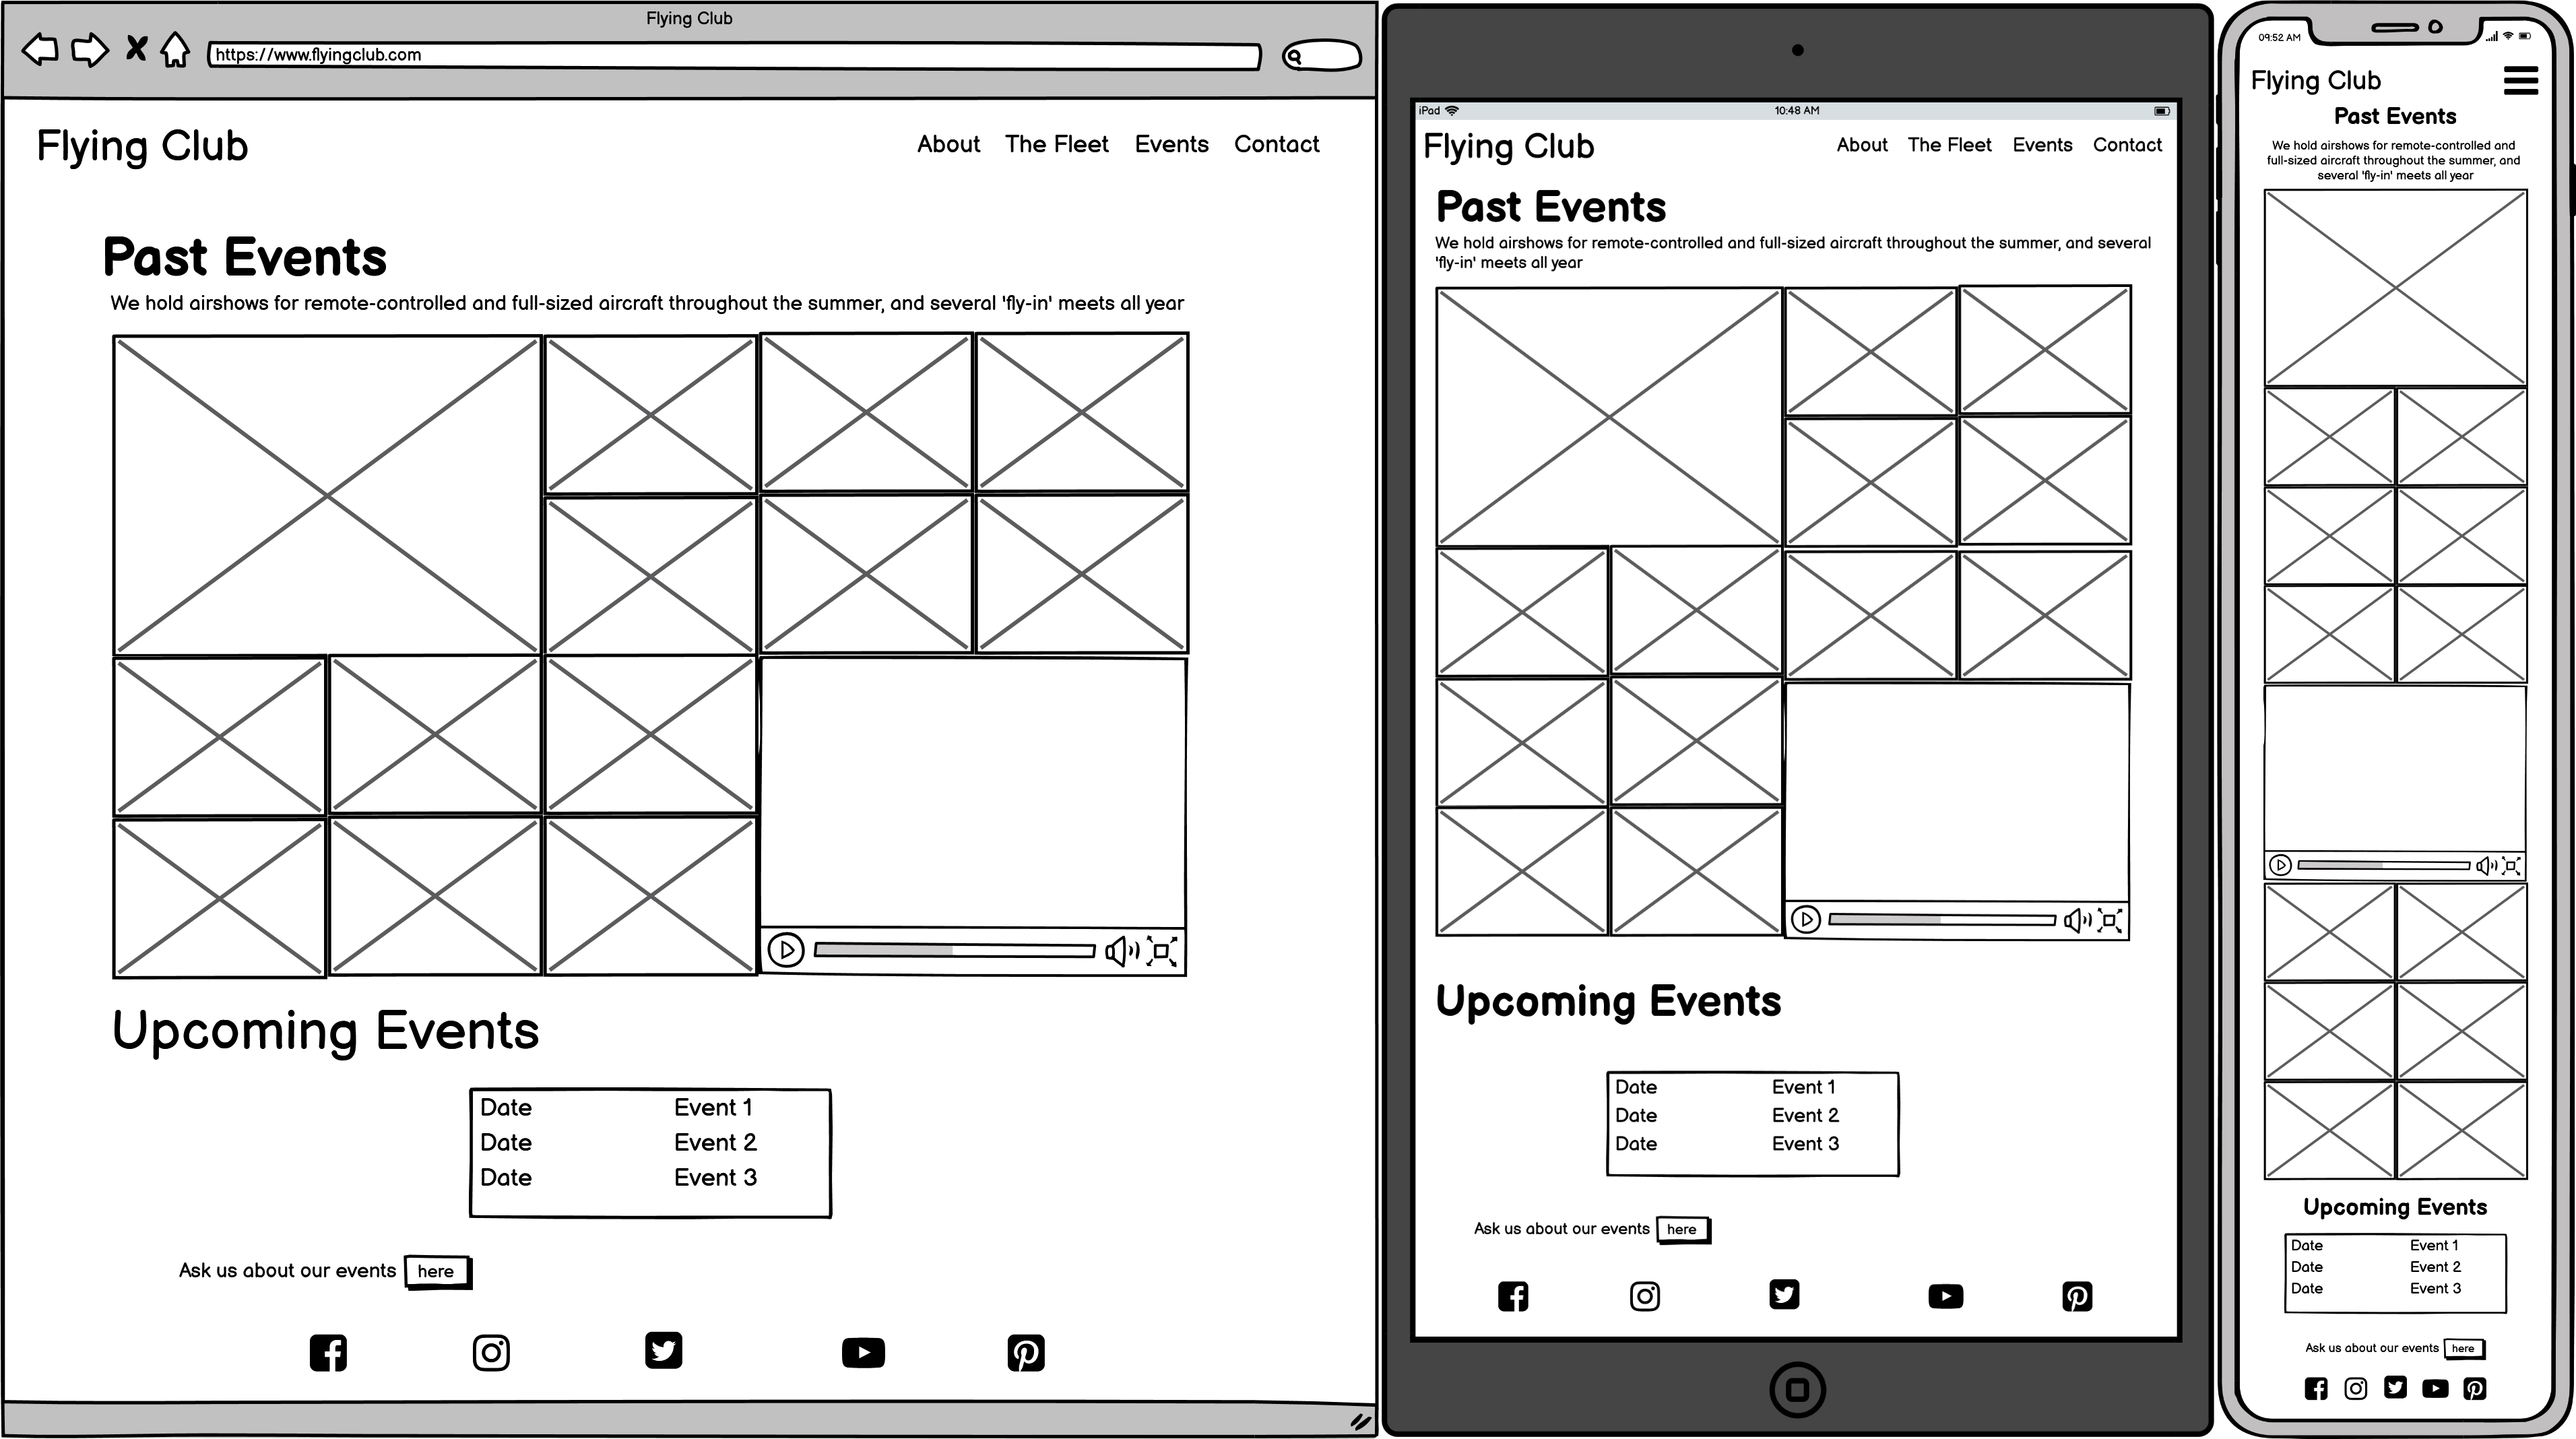 Flying Club
https://www.flyingclub.com
Flying Club
About The Fleet Events Contact
Past Events
We hold airshows for remote-controlled and full-sized aircraft throughout the summer, and several 'fly-in' meets all year
Upcoming Events
Date Event 1
Date Event 2
Date Event 3
Ask us about our events here
iPad 10:48 AM
Flying Club
About The Fleet Events Contact
Past Events
We hold airshows for remote-controlled and full-sized aircraft throughout the summer, and several
'fly-in' meets all year
Upcoming Events
Date Event 1
Date Event 2
Date Event 3
Ask us about our events here
09:52 AM
Flying Club
Past Events
We hold airshows for remote-controlled and
full-sized aircraft throughout the summer, and
several 'fly-in' meets all year
Upcoming Events
Date Event 1
Date Event 2
Date Event 3
Ask us about our events here